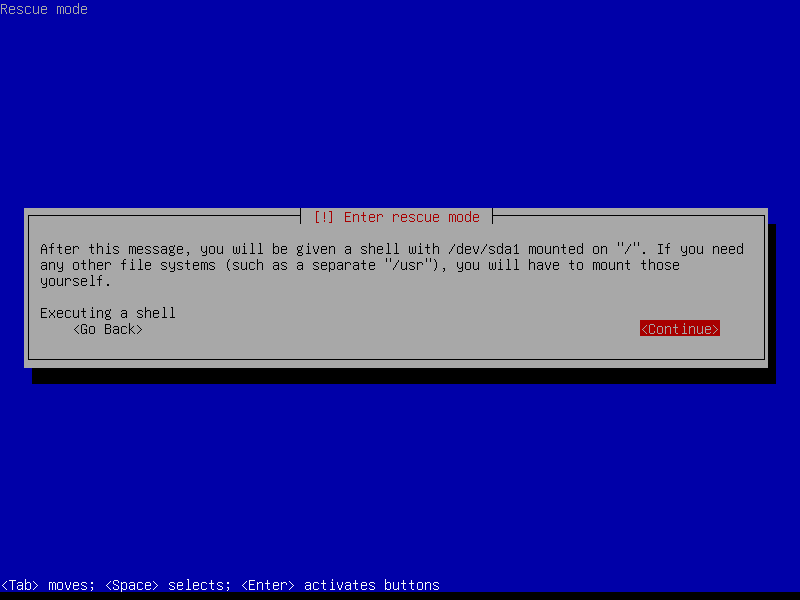 Rescue mode
[!] Enter rescue mode
After this message, you will be given a shell with /dev/sda1 mounted on "/". If you need
any other file systems (such as a separate "/usr"), you will have to mount those
yourself.
Executing a shell
<Go Back> <Continue>
<Tab> moves; <Space> selects; <Enter> activates buttons